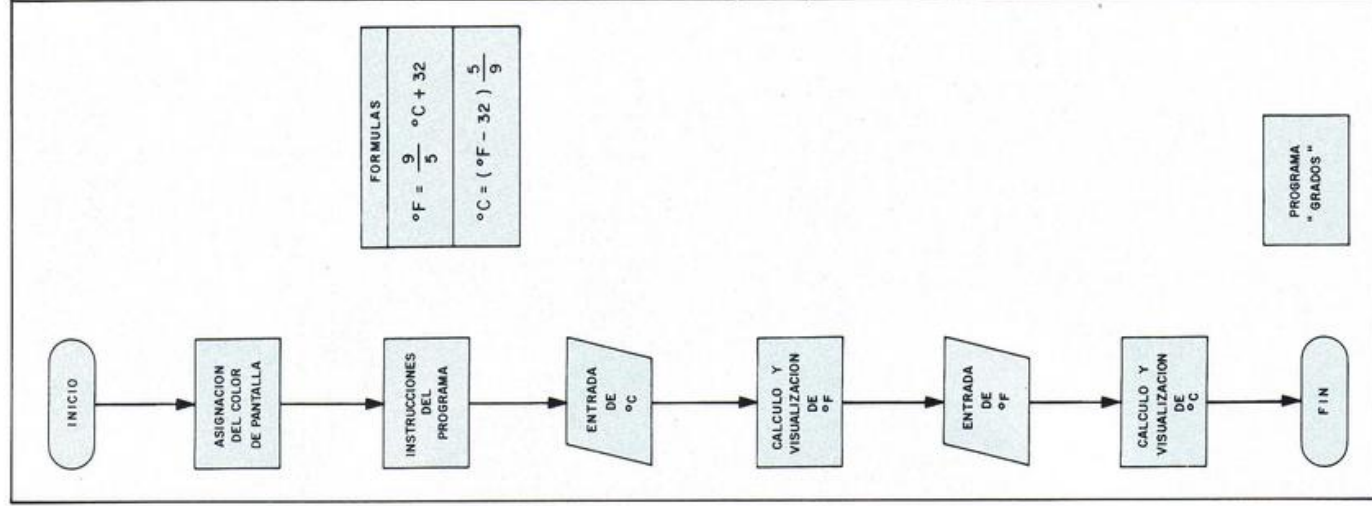 INICIO
ASIGNACION
DEL COLOR
DE PANTALLA
INSTRUCCIONES
DEL
PROGRAMA
ENTRADA
DE
°C
CALCULO Y
VISUALIZACION
DE
°F
ENTRADA
DE
°F
CALCULO Y
VISUALIZACION
DE
°C
FIN
FORMULAS
°F = 9/5 °C + 32
°C = ( °F - 32 ) 5/9
PROGRAMA
" GRADOS "